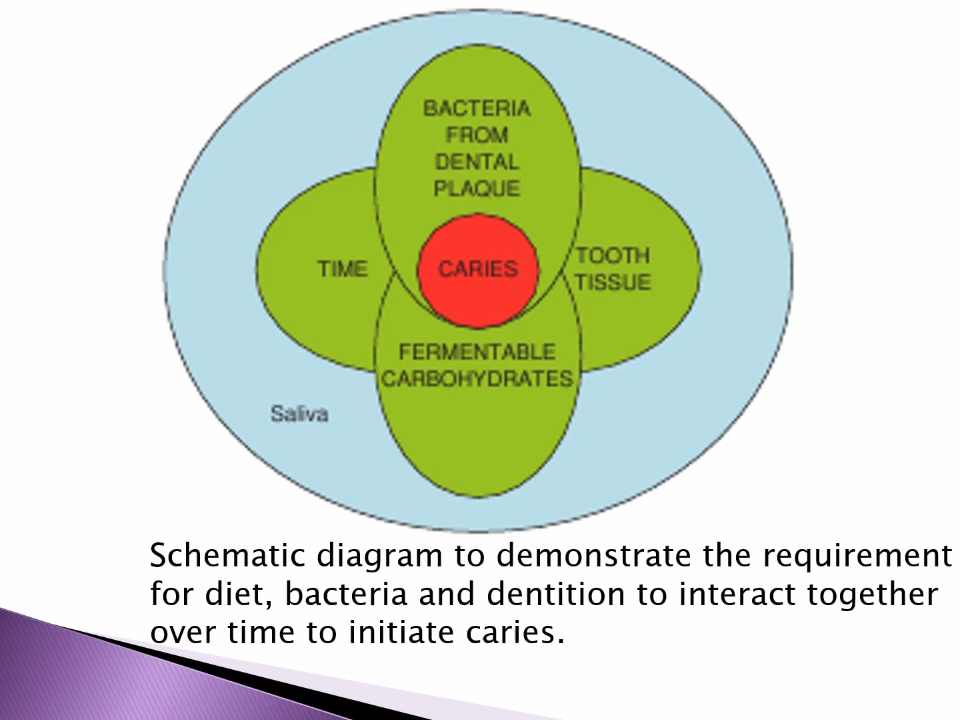 BACTERIA
FROM
DENTAL
PLAQUE
TIME
CARIES
TOOTH
TISSUE
FERMENTABLE
CARBOHYDRATES
Saliva
Schematic diagram to demonstrate the requirement
for diet, bacteria and dentition to interact together
over time to initiate caries.